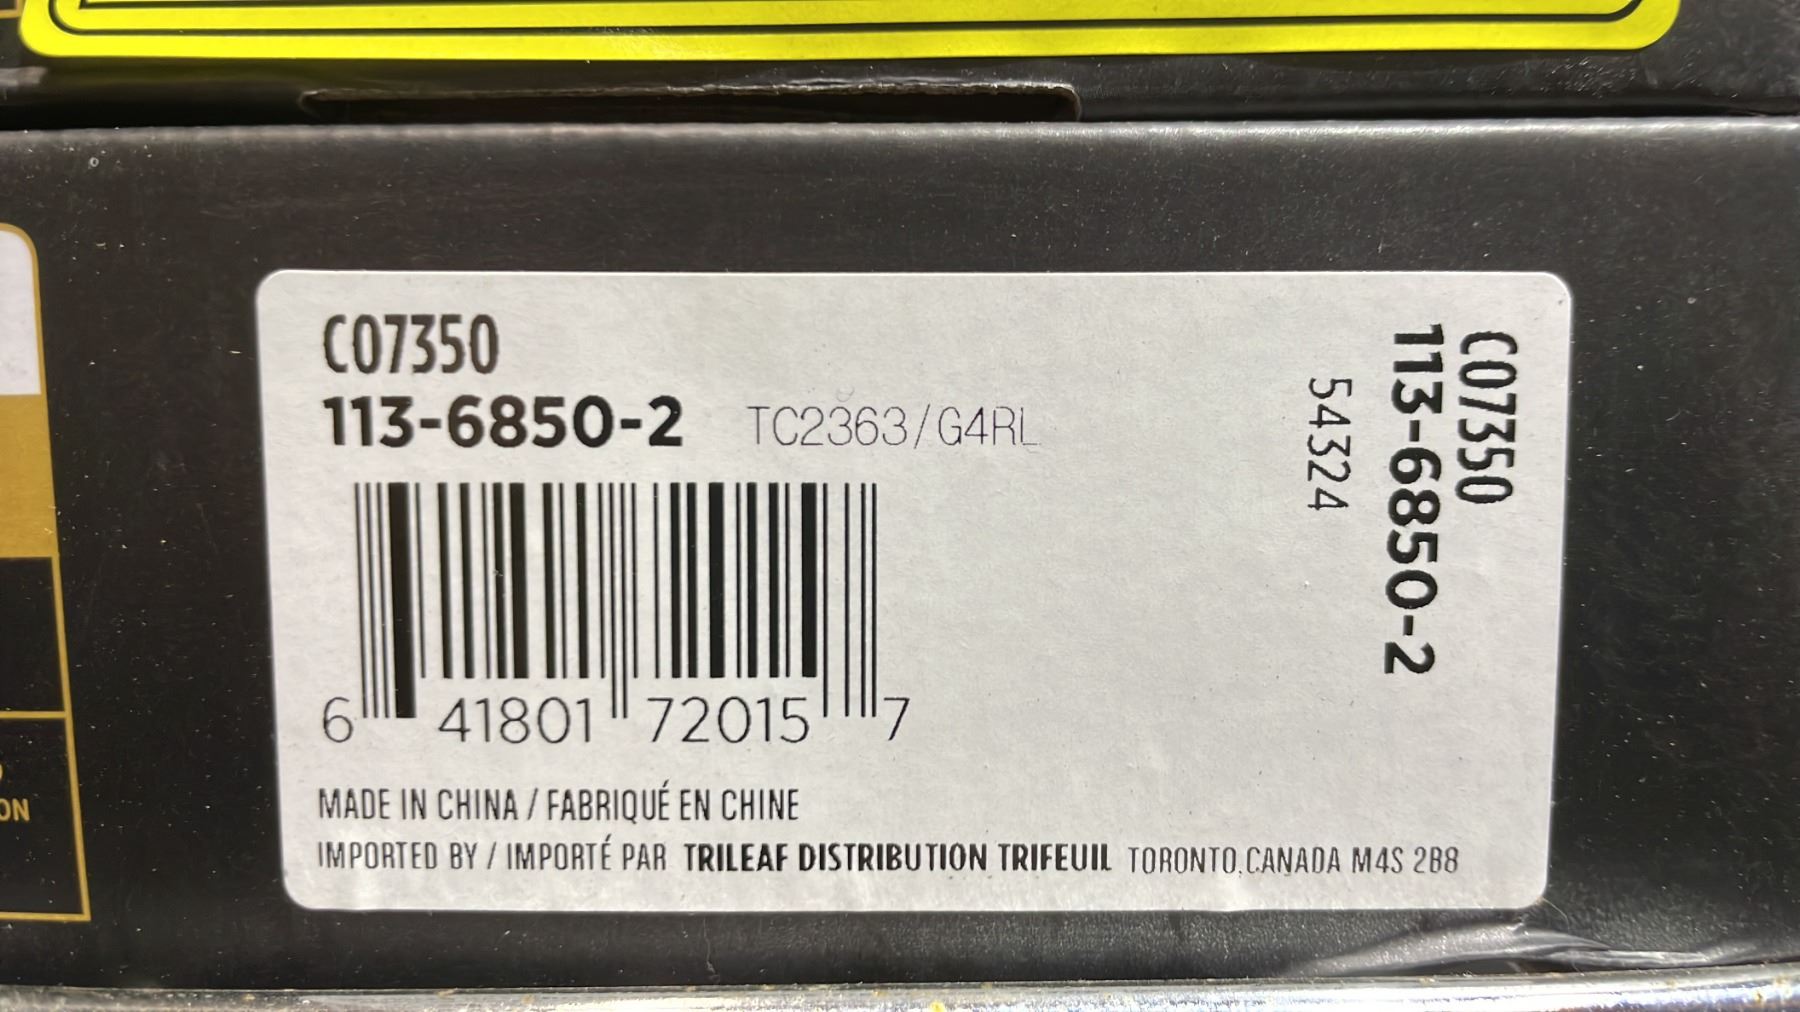 C07350
113-6850-2 TC2363/G4RL
6 41801 72015 7
MADE IN CHINA / FABRIQUÉ EN CHINE
IMPORTED BY / IMPORTÉ PAR TRILEAF DISTRIBUTION TRIFEUIL TORONTO, CANADA M4S 2B8
C07350
113-6850-2
54324
ON